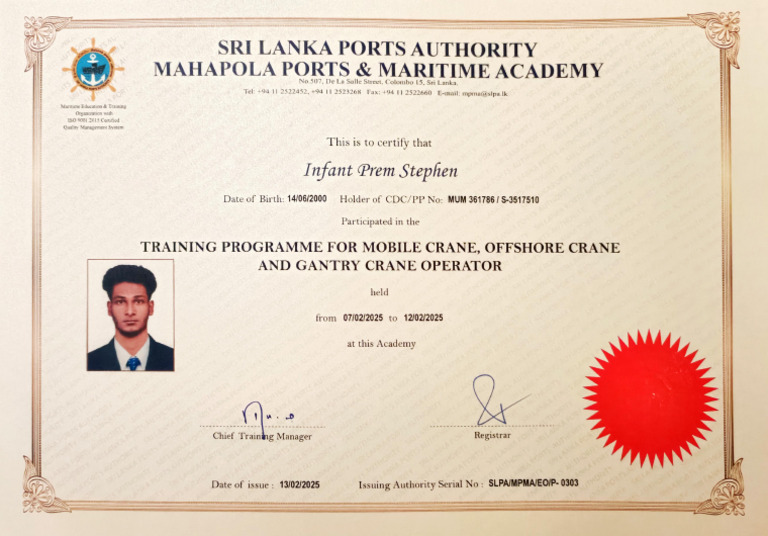 SRI LANKA PORTS AUTHORITY
MAHAPOLA PORTS & MARITIME ACADEMY
No 507, De La Salle Street, Colombo 15, Sri Lanka.
Tel: +94 11 2522452, +94 11 2523268 Fax: +94 11 2522660 E-mail: mpma@slpa.lk
Maritime Education & Training
Organization with
ISO 9001 2015 Certified
Quality Management System
This is to certify that
Infant Prem Stephen
Date of Birth: 14/06/2000 Holder of CDC/PP No: MUM 361786 / S-3517510
Participated in the
TRAINING PROGRAMME FOR MOBILE CRANE, OFFSHORE CRANE
AND GANTRY CRANE OPERATOR
held
from 07/02/2025 to 12/02/2025
at this Academy
Chief Training Manager
Registrar
Date of issue : 13/02/2025 Issuing Authority Serial No : SLPA/MPMA/EO/P- 0303